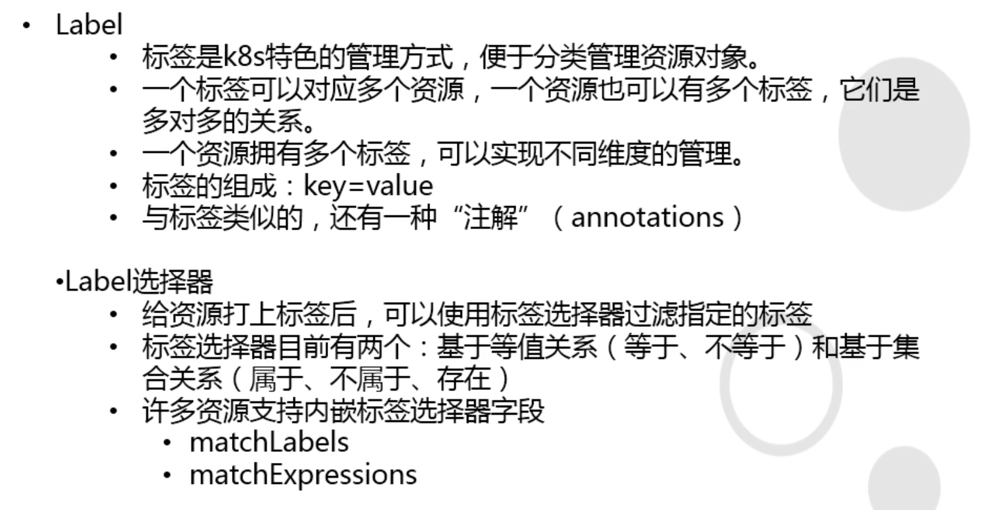 • Label
• 标签是k8s特色的管理方式，便于分类管理资源对象。
• 一个标签可以对应多个资源，一个资源也可以有多个标签，它们是
多对多的关系。
• 一个资源拥有多个标签，可以实现不同维度的管理。
• 标签的组成：key=value
• 与标签类似的，还有一种“注解”（annotations）
•Label选择器
• 给资源打上标签后，可以使用标签选择器过滤指定的标签
• 标签选择器目前有两个：基于等值关系（等于、不等于）和基于集
合关系（属于、不属于、存在）
• 许多资源支持内嵌标签选择器字段
• matchLabels
• matchExpressions